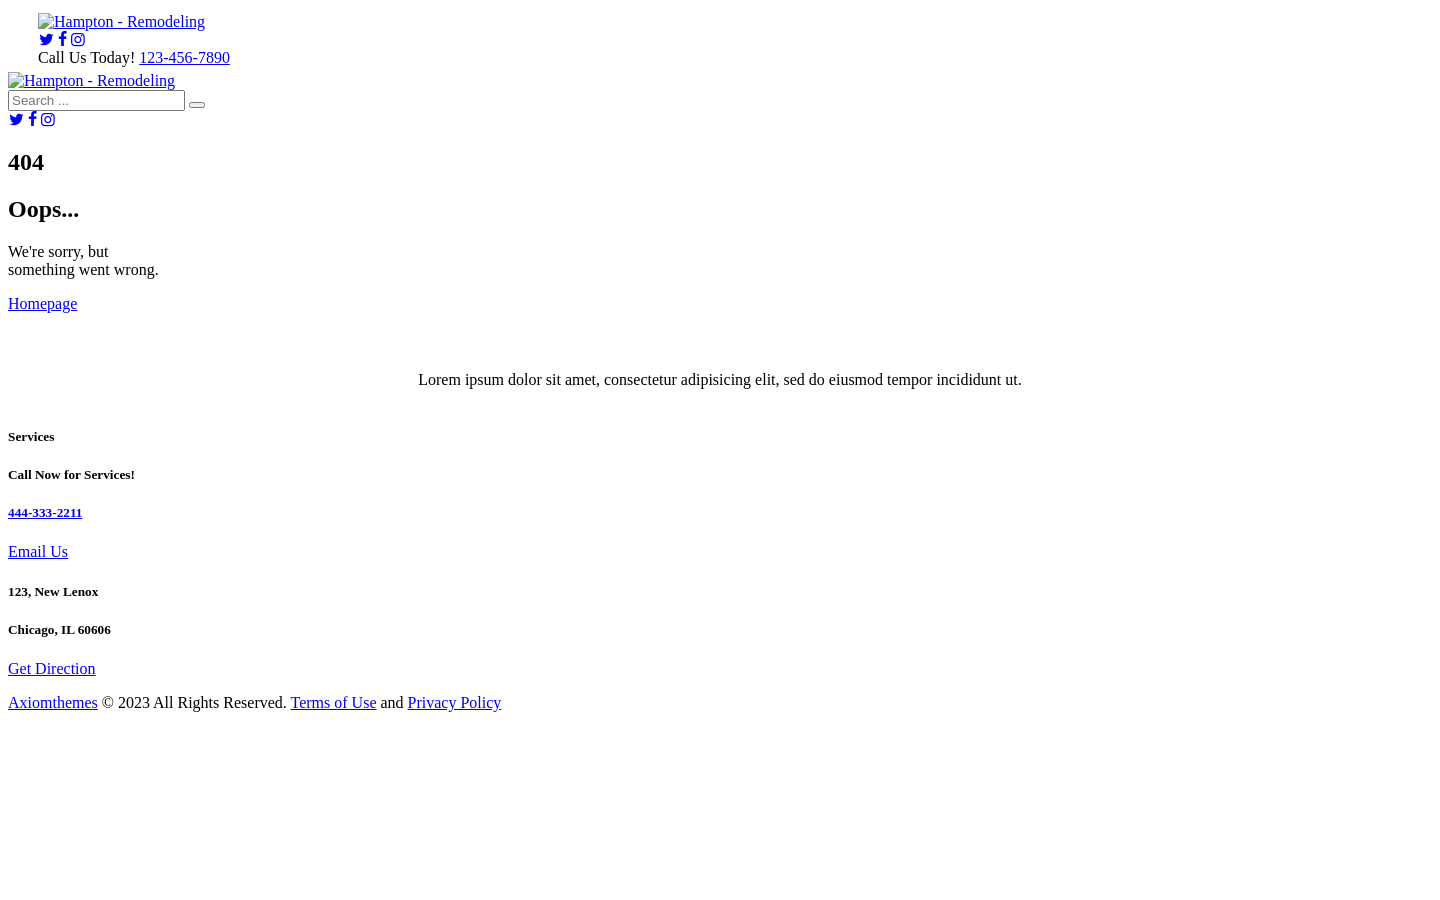 Hampton - Remodeling
Call Us Today! 123-456-7890
Hampton - Remodeling
Search ...
404
Oops...
We're sorry, but
something went wrong.
Homepage
Lorem ipsum dolor sit amet, consectetur adipisicing elit, sed do eiusmod tempor incididunt ut.
Services
Call Now for Services!
444-333-2211
Email Us
123, New Lenox
Chicago, IL 60606
Get Direction
Axiomthemes © 2023 All Rights Reserved. Terms of Use and Privacy Policy